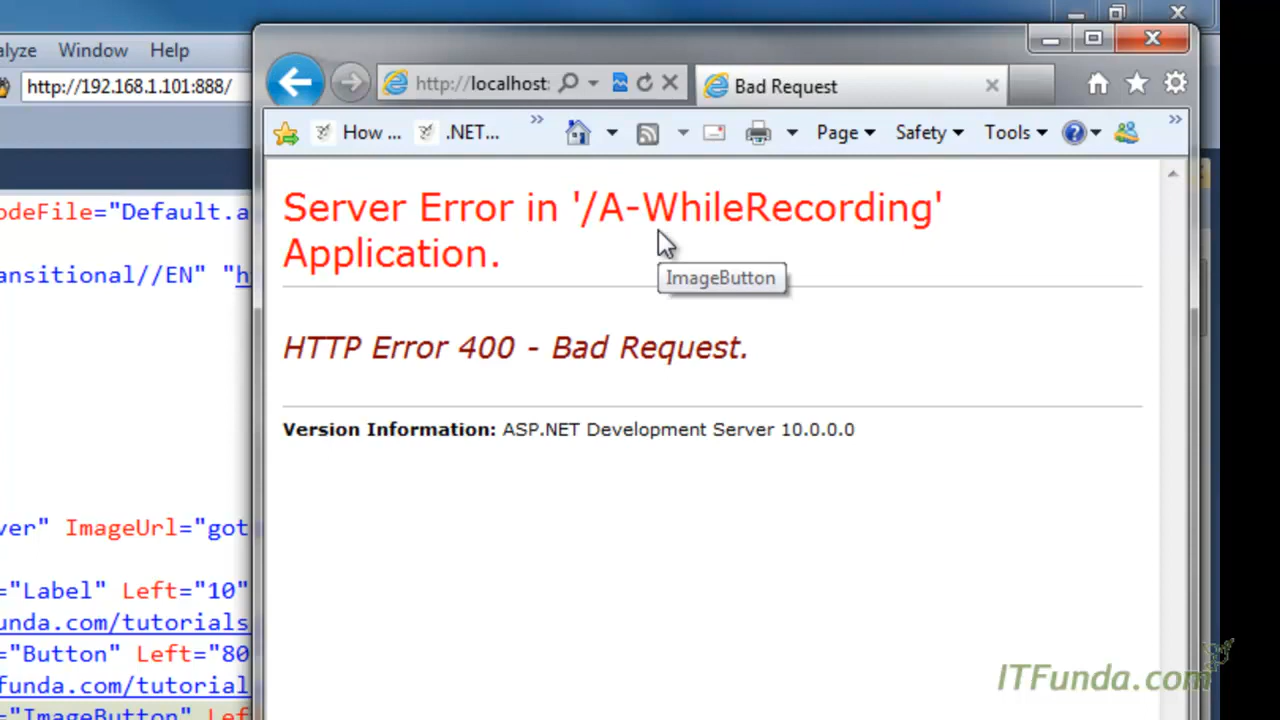 alyze Window Help
http://192.168.1.101:888/
http://localhost:
Bad Request
How ... .NET...
Page Safety Tools
odeFile="Default.a
ansitional//EN" "h
ver" ImageUrl="got
="Label" Left="10"
unda.com/tutorials
="Button" Left="80
funda.com/tutorial
="ImageButton" Lef
Server Error in '/A-WhileRecording'
Application.
ImageButton
HTTP Error 400 - Bad Request.
Version Information: ASP.NET Development Server 10.0.0.0
ITFunda.com